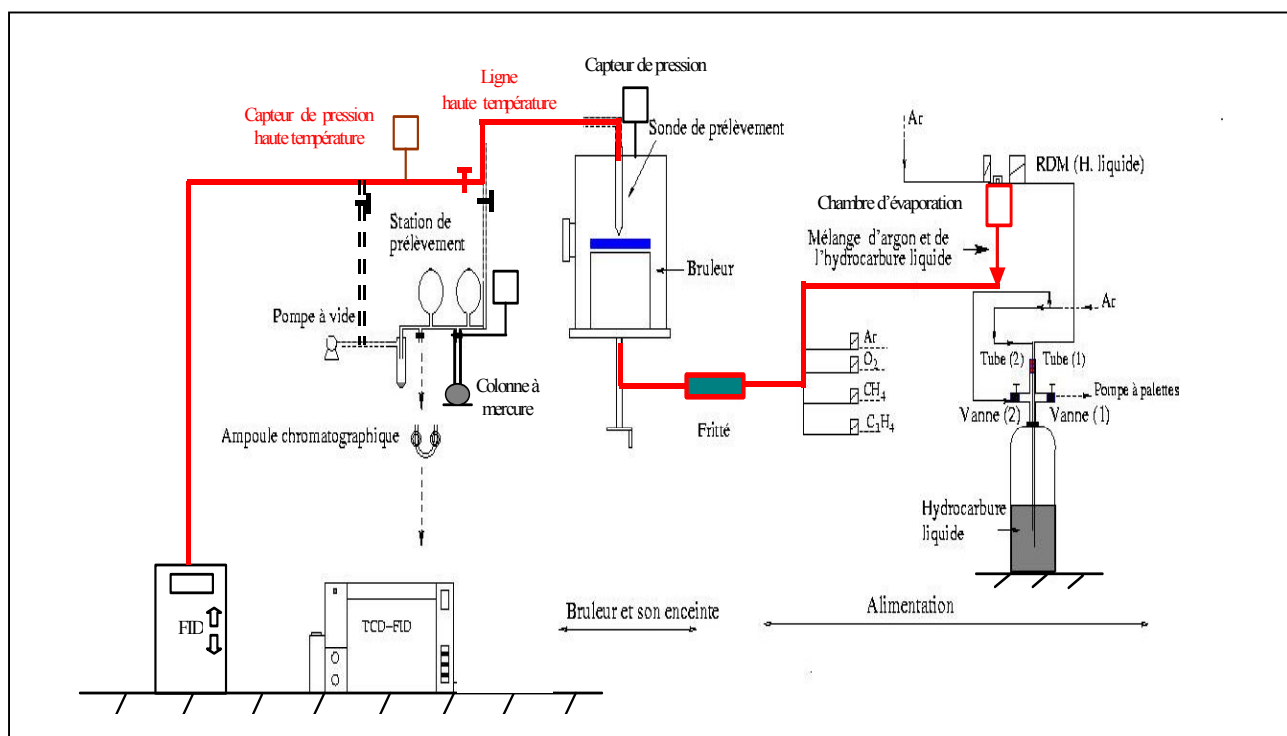 Capteur de pression
Ligne
haute température
Capteur de pression
haute température
Sonde de prélèvement
Ar
RDM (H. liquide)
Chambre d'évaporation
Station de
prélèvement
Mélange d'argon et de
l'hydrocarbure liquide
Bruleur
Pompe à vide
Ar
Ar
O2
CH4
C3H4
Tube (2)
Tube (1)
Pompe à palettes
Vanne (2)
Vanne (1)
Colonne à
mercure
Fritté
Ampoule chromatographique
Hydrocarbure
liquide
Bruleur et son enceinte
Alimentation
FID
TCD-FID